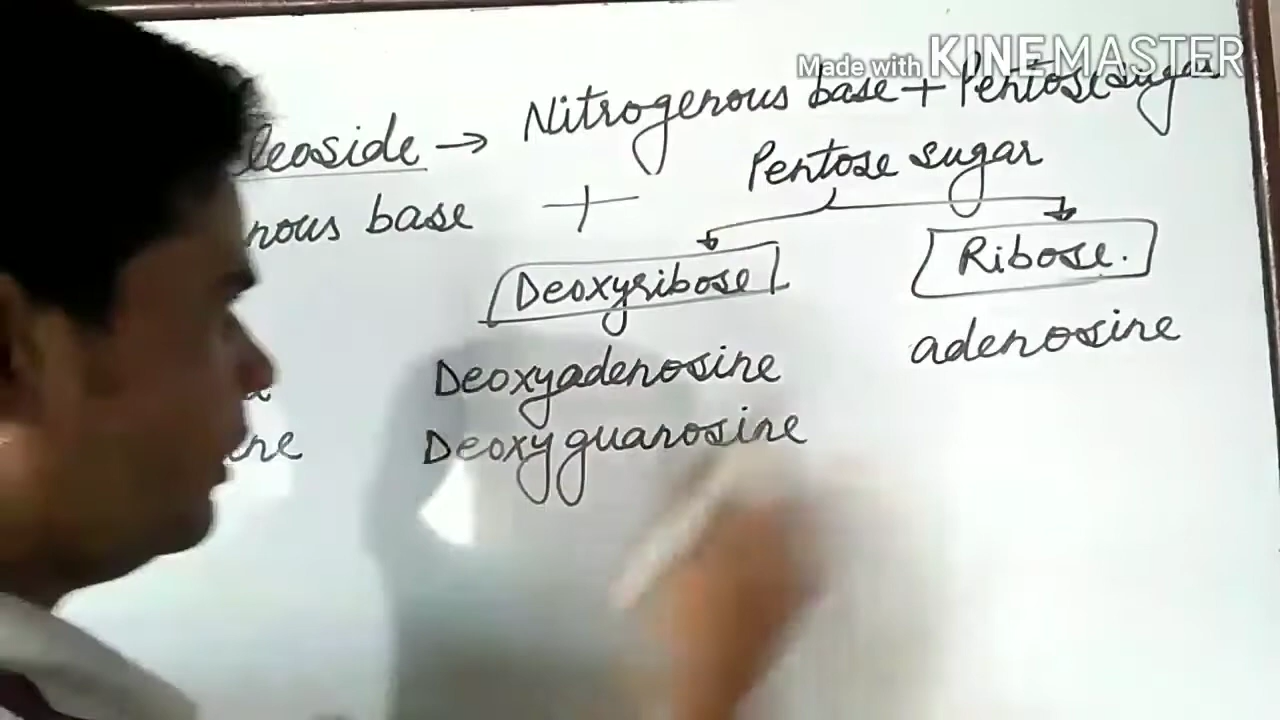 Made with KINEMASTER
leoside → Nitrogenous base + Pentose sugar
nous base + Pentose sugar
Deoxyribose Ribose.
Deoxyadenosine adenosine
ine Deoxyguanosine